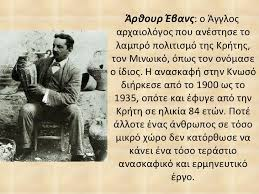 Άρθουρ Έβανς: ο Άγγλος
αρχαιολόγος που ανέστησε το
λαμπρό πολιτισμό της Κρήτης,
τον Μινωικό, όπως τον ονόμασε
ο ίδιος. Η ανασκαφή στην Κνωσό
διήρκεσε από το 1900 ως το
1935, οπότε και έφυγε από την
Κρήτη σε ηλικία 84 ετών. Ποτέ
άλλοτε ένας άνθρωπος σε τόσο
μικρό χώρο δεν κατόρθωσε να
κάνει ένα τόσο τεράστιο
ανασκαφικό και ερμηνευτικό
έργο.